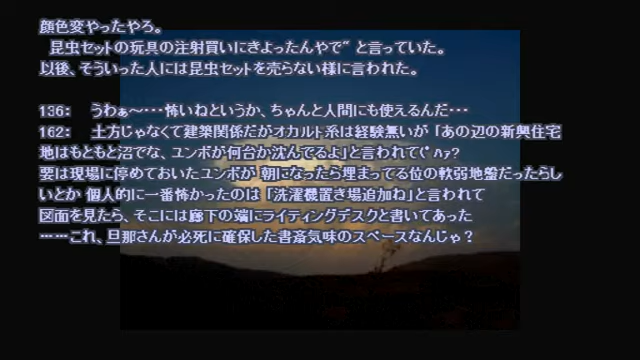 顔色変やったやろ。
昆虫セットの玩具の注射買いにきよったんやで” と言っていた。
以後、そういった人には昆虫セットを売らない様に言われた。
136： うわぁ～・・・怖いねというか、ちゃんと人間にも使えるんだ・・・
162： 土方じゃなくて建築関係だがオカルト系は経験無いが 「あの辺の新興住宅
地はもともと沼でな、ユンボが何台か沈んでるよ」と言われて(ﾟハァ?
要は現場に停めておいたユンボが 朝になったら埋まってる位の軟弱地盤だったらし
いとか 個人的に一番怖かったのは 「洗濯機置き場追加ね」と言われて
図面を見たら、そこには廊下の端にライティングデスクと書いてあった
……これ、旦那さんが必死に確保した書斎気味のスペースなんじゃ？